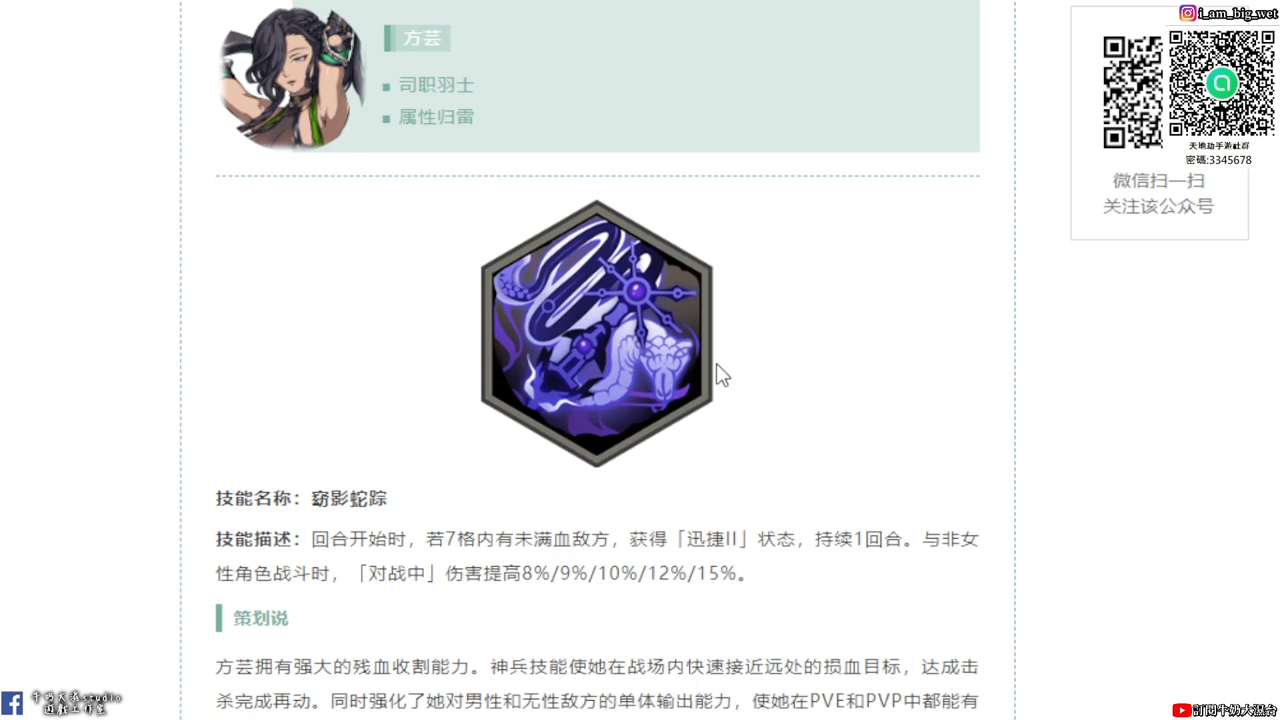 方芸
司职羽士
属性归雷
i_am_big_wet
天地劫手游社群
密碼:3345678
微信扫一扫
关注该公众号
技能名称：窃影蛇踪
技能描述：回合开始时，若7格内有未满血敌方，获得「迅捷II」状态，持续1回合。与非女
性角色战斗时，「对战中」伤害提高8%/9%/10%/12%/15%。
策划说
方芸拥有强大的残血收割能力。神兵技能使她在战场内快速接近远处的损血目标，达成击
杀完成再动。同时强化了她对男性和无性敌方的单体输出能力，使她在PVE和PVP中都能有
牛奶大濕studio
遊戲工作室
訂閱牛奶大濕谷